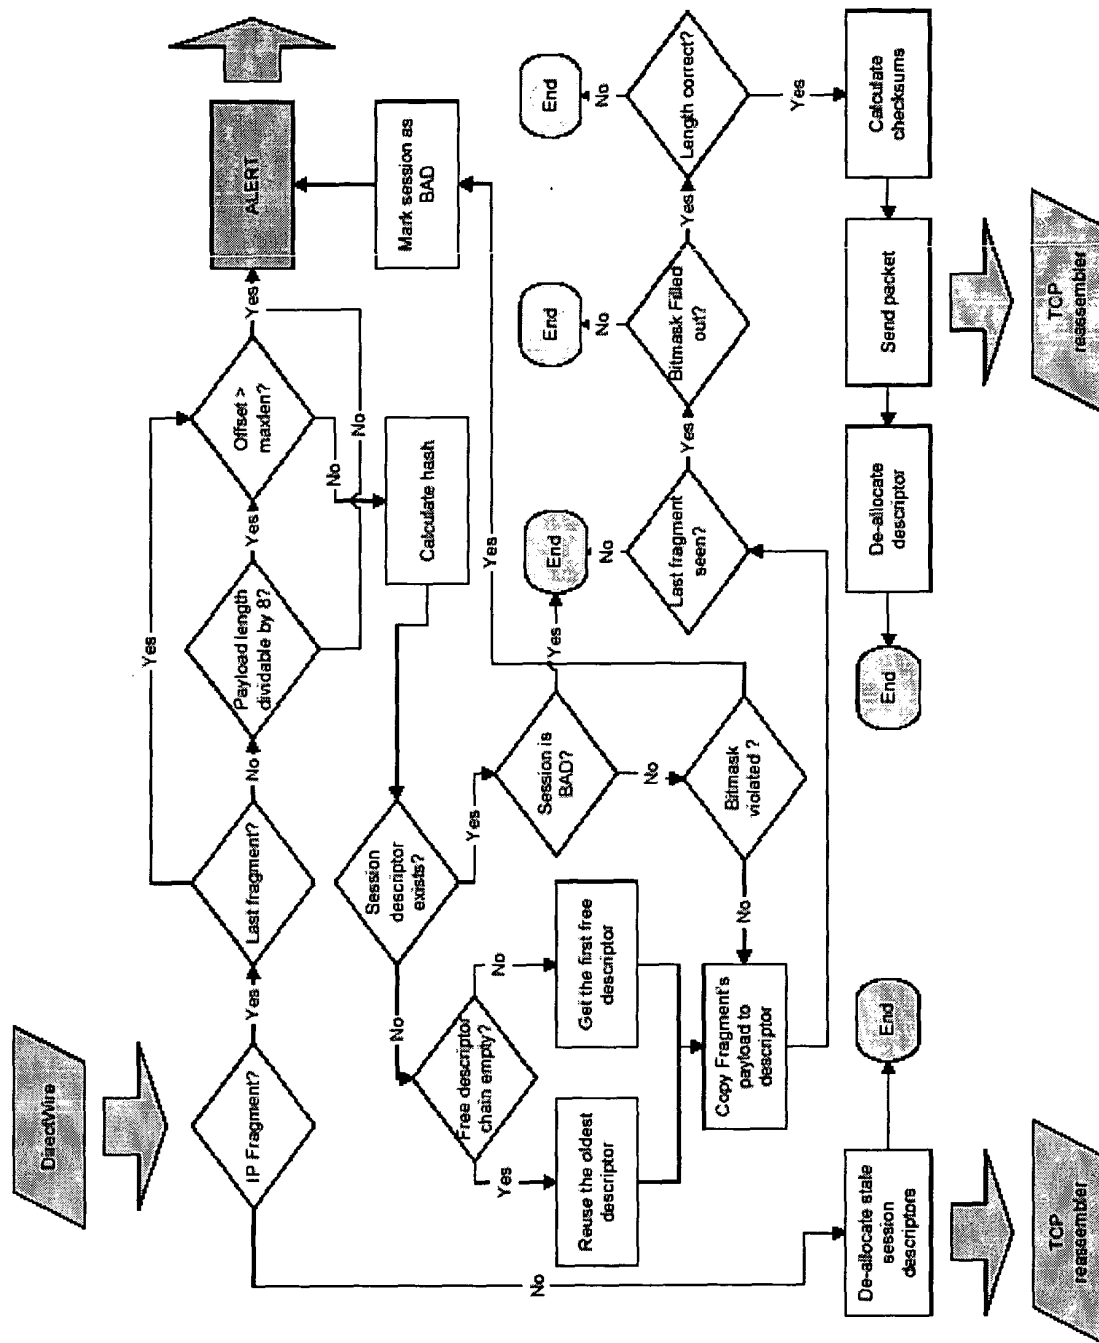 DirectWire
IP Fragment?
Yes
No
Last fragment?
Yes
No
Payload length
dividable by 8?
Yes
No
Offset >
maxlen?
Yes
No
ALERT
Mark session as
BAD
Calculate hash
Session
descriptor
exists?
Yes
No
Free descriptor
chain empty?
Yes
No
Reuse the oldest
descriptor
Get the first free
descriptor
Session is
BAD?
Yes
No
End
Bitmask
violated ?
Yes
No
Copy Fragment's
payload to
descriptor
Last fragment
seen?
No
End
Yes
Bitmask Filled
out?
No
End
Yes
Length correct?
No
End
Yes
Calculate
checksums
Send packet
TCP
reassembler
De-allocate
descriptor
End
De-allocate state
session
descriptors
End
TCP
reassembler